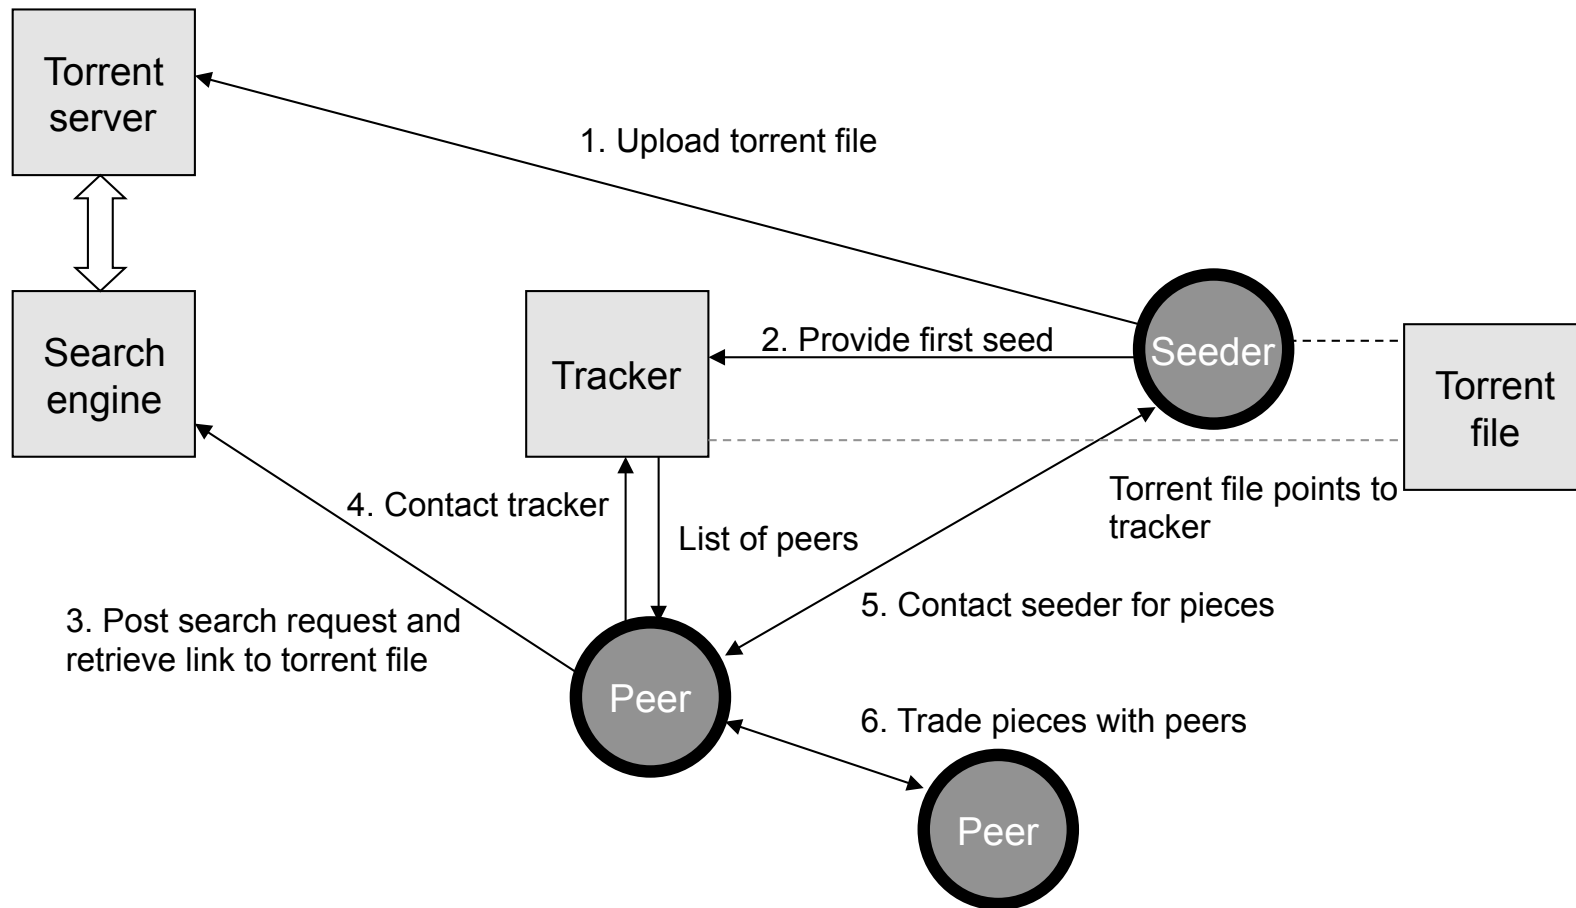 Torrent
server
1. Upload torrent file
Search
engine
Tracker
2. Provide first seed
Seeder
Torrent
file
4. Contact tracker
List of peers
Torrent file points to
tracker
3. Post search request and
retrieve link to torrent file
5. Contact seeder for pieces
Peer
6. Trade pieces with peers
Peer